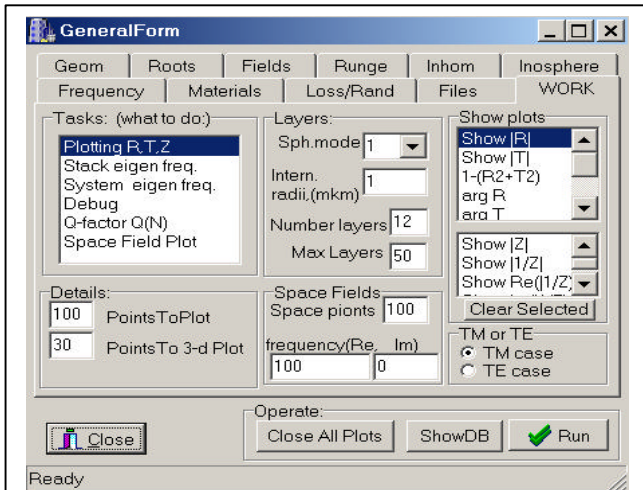 GeneralForm
Geom Roots Fields Runge Inhom Inosphere
Frequency Materials Loss/Rand Files WORK
Tasks: (what to do:)
Plotting R,T,Z
Stack eigen freq.
System eigen freq.
Debug
Q-factor Q(N)
Space Field Plot
Layers:
Sph.mode 1
Intern. radii,(mkm) 1
Number layers 12
Max Layers 50
Show plots
Show |R|
Show |T|
1-(R2+T2)
arg R
arg T
Show |Z|
Show |1/Z|
Show Re(|1/Z)
Clear Selected
Details:
100 PointsToPlot
30 PointsTo 3-d Plot
Space Fields
Space pionts 100
frequency(Re, Im)
100 0
TM or TE
TM case
TE case
Operate:
Close
Close All Plots ShowDB Run
Ready